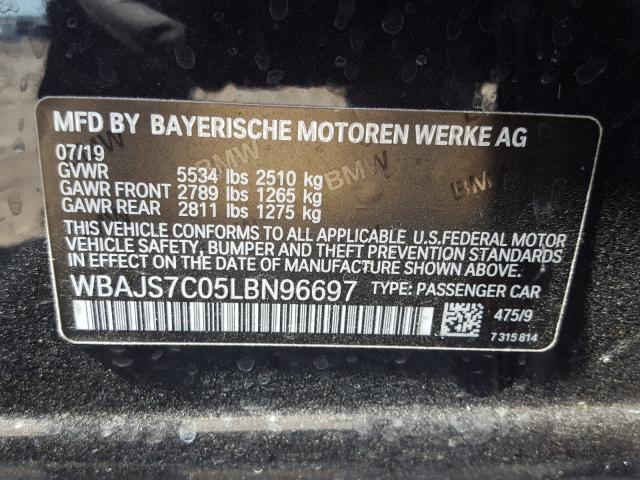 MFD BY BAYERISCHE MOTOREN WERKE AG
07/19
GVWR 5534 lbs 2510 kg
GAWR FRONT 2789 lbs 1265 kg
GAWR REAR 2811 lbs 1275 kg
THIS VEHICLE CONFORMS TO ALL APPLICABLE U.S.FEDERAL MOTOR
VEHICLE SAFETY, BUMPER AND THEFT PREVENTION STANDARDS
IN EFFECT ON THE DATE OF MANUFACTURE SHOWN ABOVE.
WBAJS7C05LBN96697 TYPE: PASSENGER CAR
475/9
7 315 814
BMW
BMW
BMW